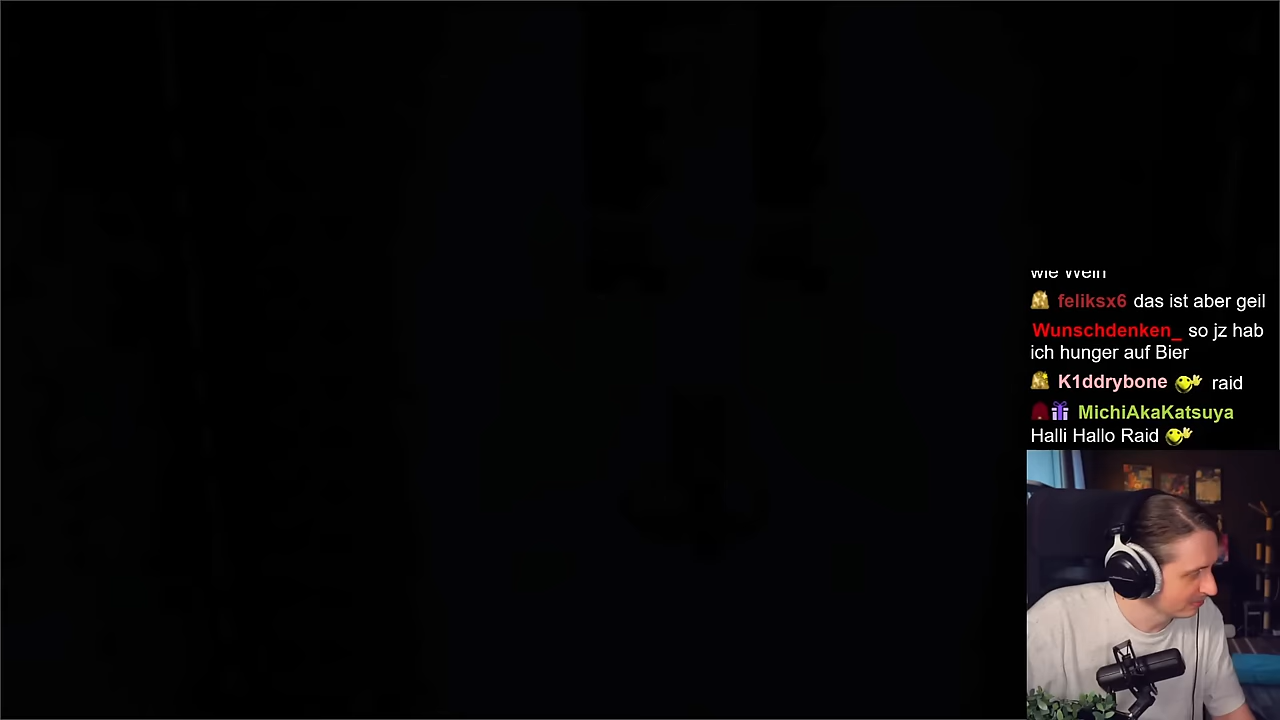 wie Wein
feliksx6 das ist aber geil
Wunschdenken_ so jz hab
ich hunger auf Bier
K1ddrybone raid
MichiAkaKatsuya
Halli Hallo Raid